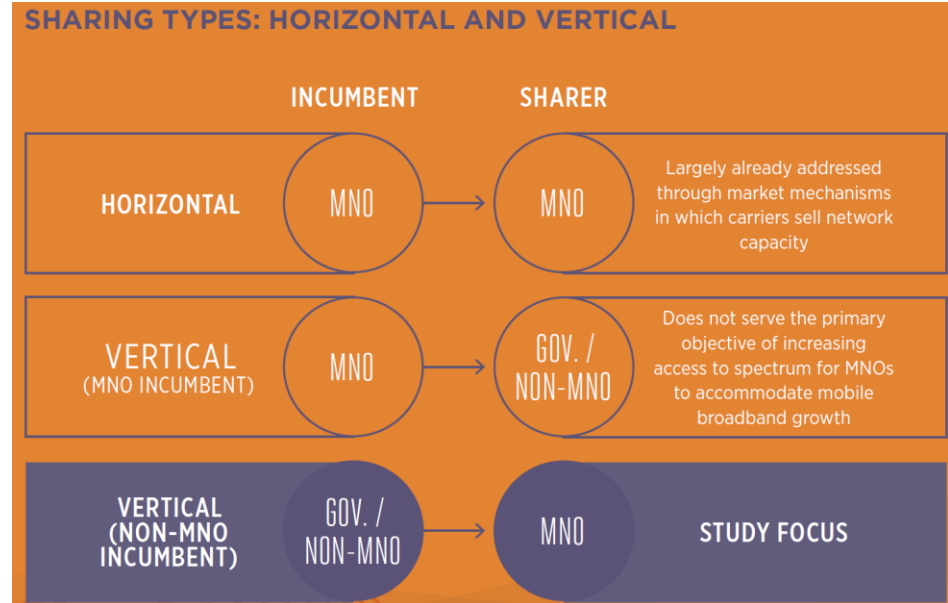 SHARING TYPES: HORIZONTAL AND VERTICAL
INCUMBENT
SHARER
HORIZONTAL
MNO
MNO
Largely already addressed
through market mechanisms
in which carriers sell network
capacity
VERTICAL
(MNO INCUMBENT)
MNO
GOV. /
NON-MNO
Does not serve the primary
objective of increasing
access to spectrum for MNOs
to accommodate mobile
broadband growth
VERTICAL
(NON-MNO
INCUMBENT)
GOV. /
NON-MNO
MNO
STUDY FOCUS